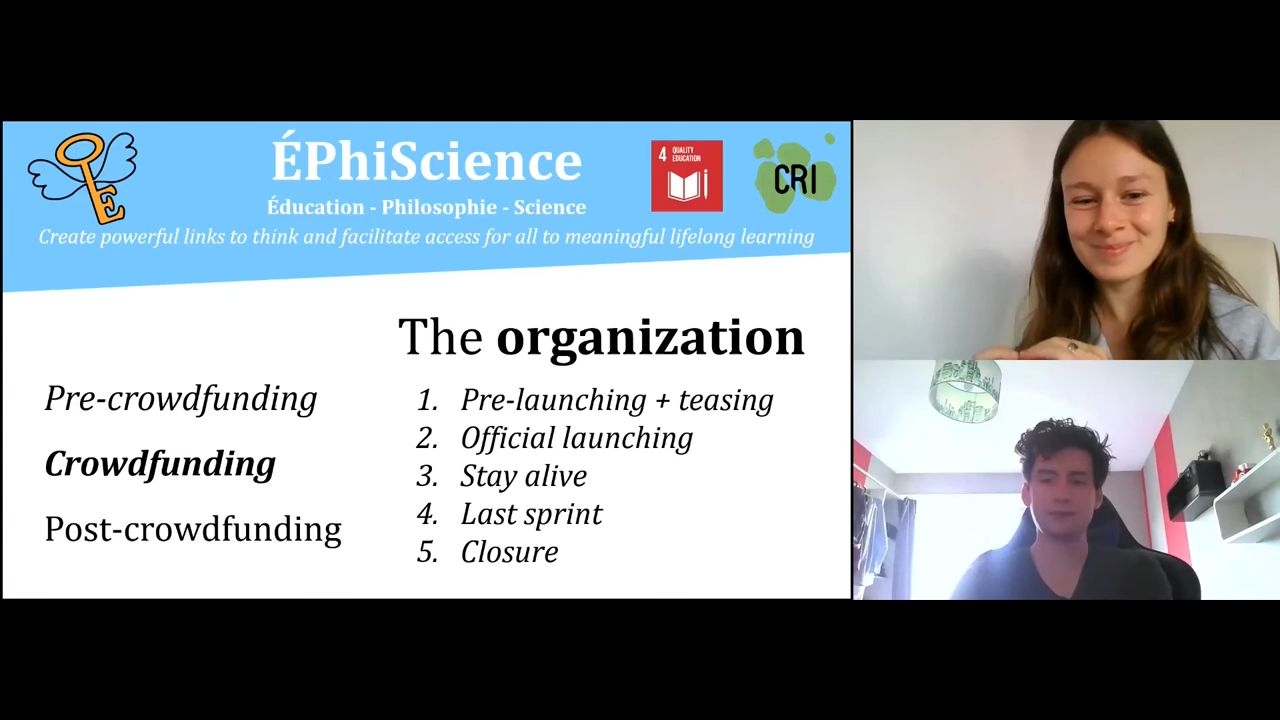 ÉPhiScience
Éducation - Philosophie - Science
Create powerful links to think and facilitate access for all to meaningful lifelong learning
E
4 QUALITY
EDUCATION
CRI
The organization
Pre-crowdfunding
Crowdfunding
Post-crowdfunding
1. Pre-launching + teasing
2. Official launching
3. Stay alive
4. Last sprint
5. Closure